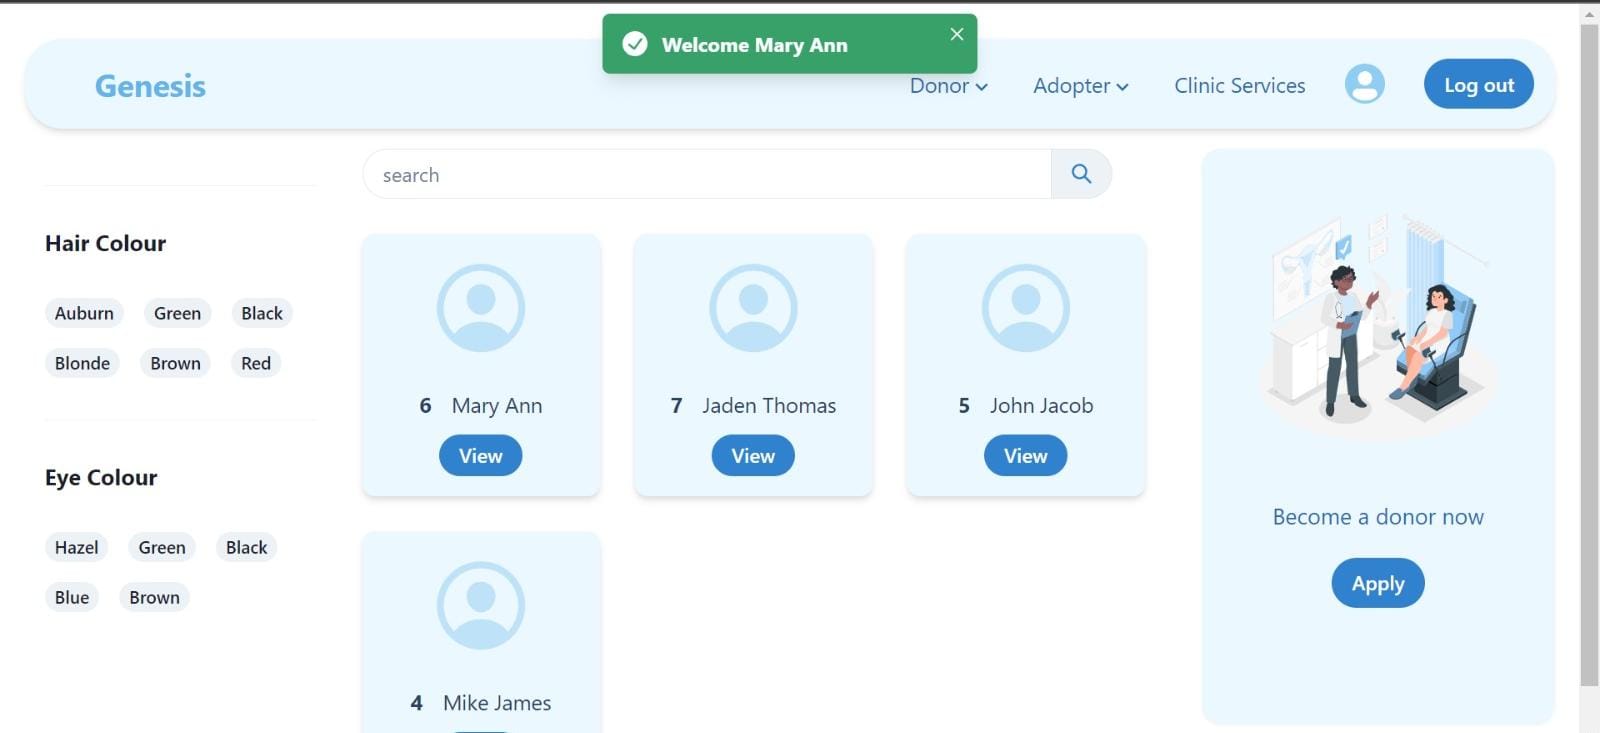 Welcome Mary Ann
Genesis
Donor
Adopter
Clinic Services
Log out
search
Hair Colour
Auburn Green Black
Blonde Brown Red
Eye Colour
Hazel Green Black
Blue Brown
6 Mary Ann
View
7 Jaden Thomas
View
5 John Jacob
View
4 Mike James
Become a donor now
Apply